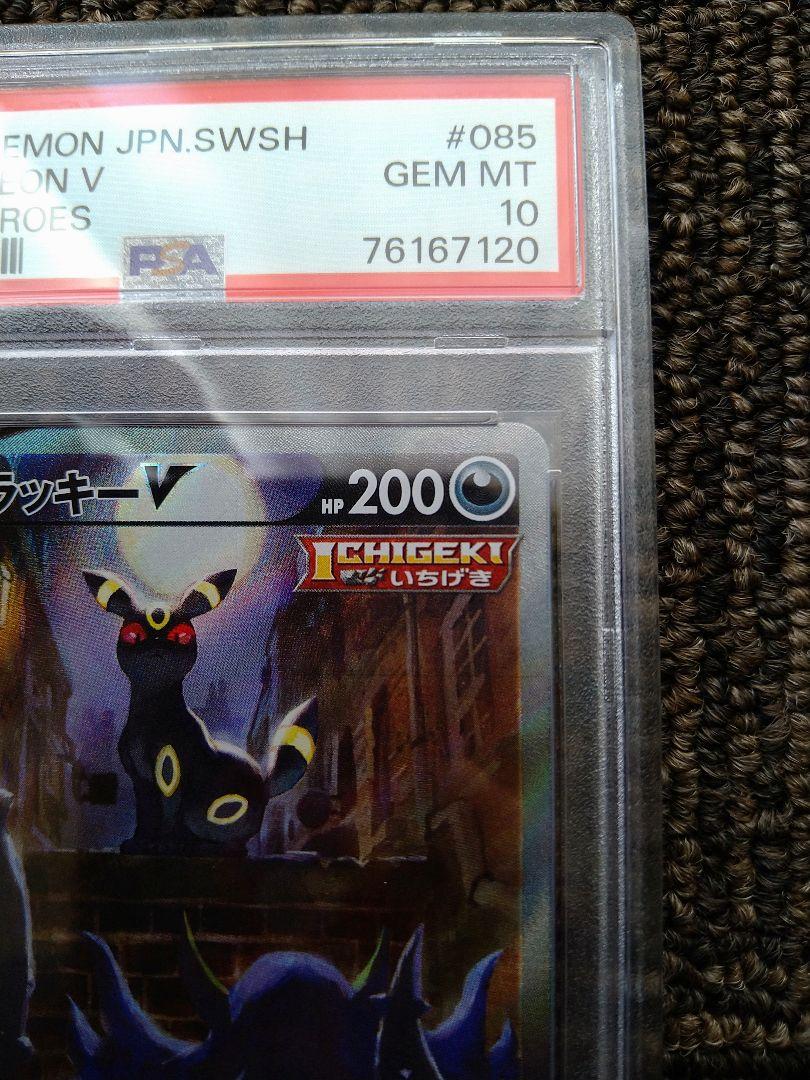 EMON JPN.SWSH #085
EON V GEM MT
ROES 10
PSA 76167120
ラッキーV HP 200
ICHIGEKI
いちげき